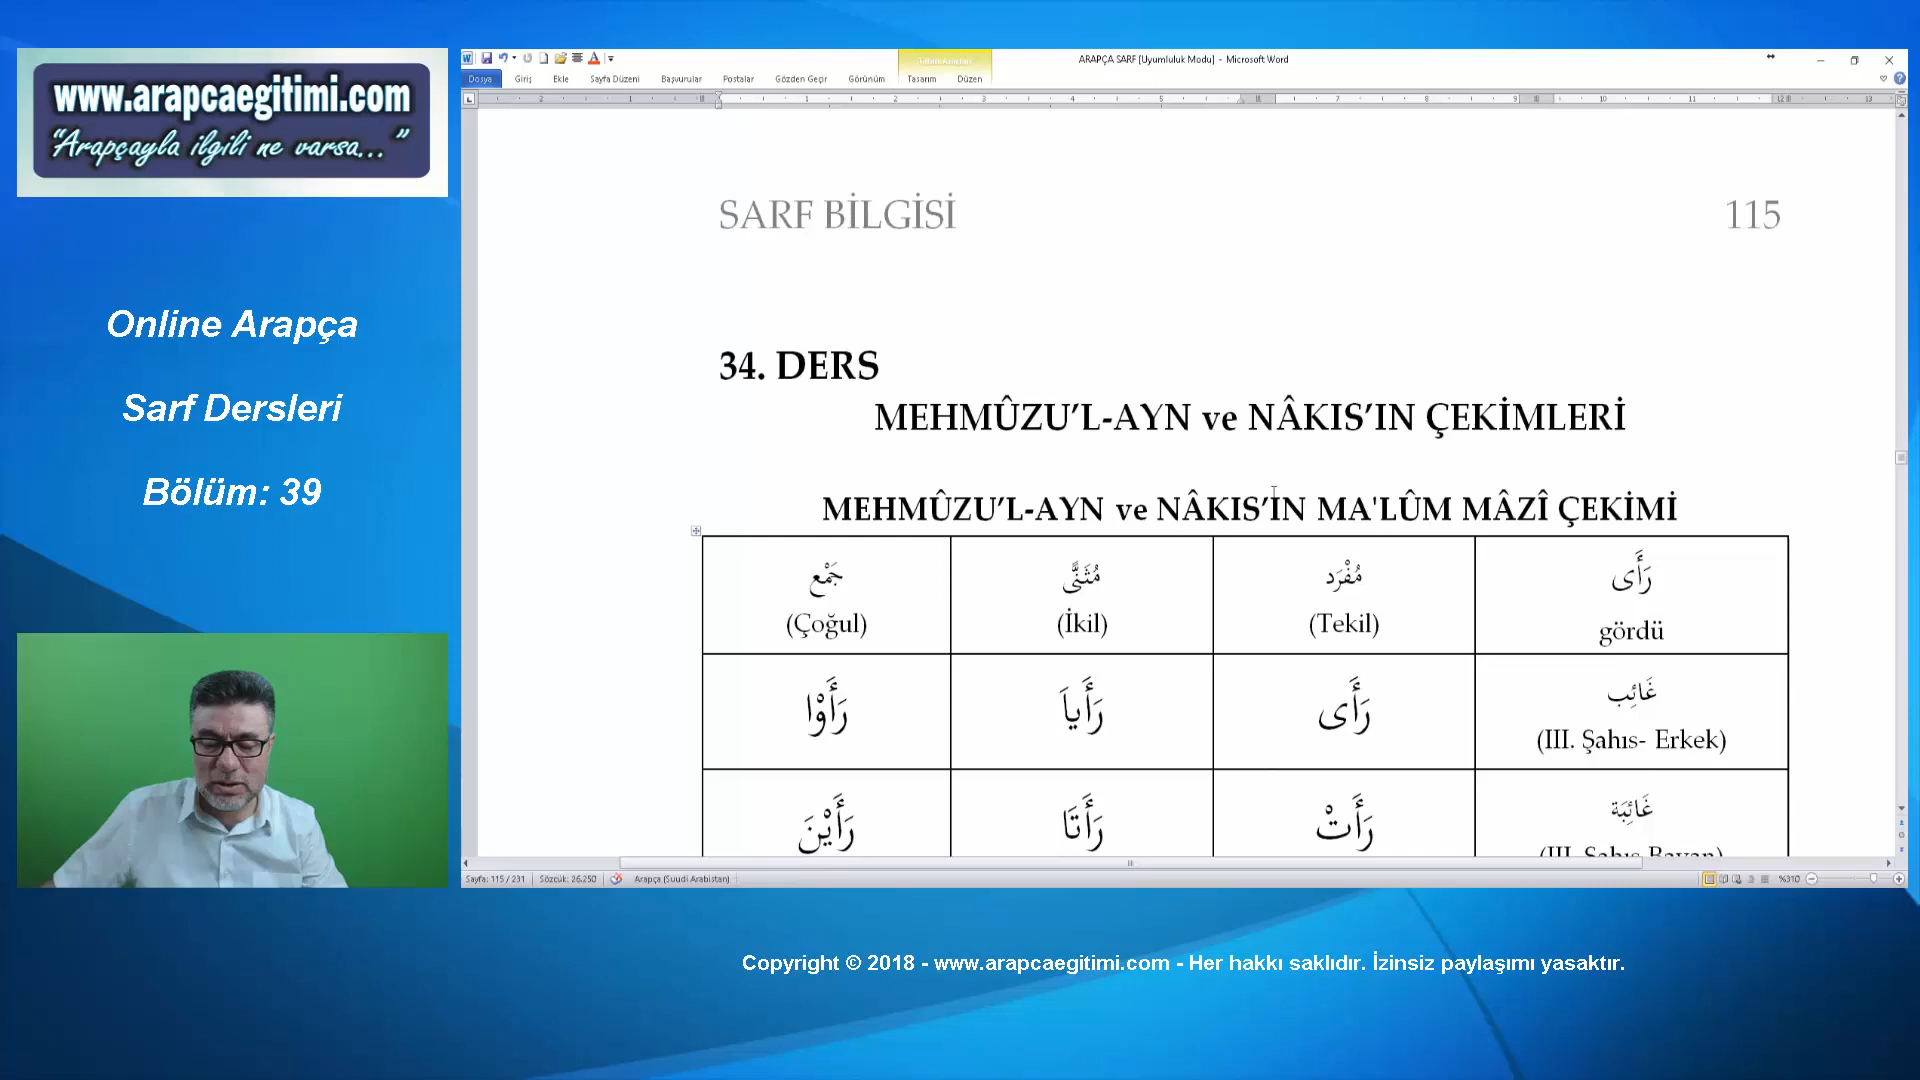 www.arapcaegitimi.com
“Arapçayla ilgili ne varsa...”
Online Arapça
Sarf Dersleri
Bölüm: 39
ARAPÇA SARF [Uyumluluk Modu] - Microsoft Word
Dosya Giriş Ekle Sayfa Düzeni Başvurular Postalar Gözden Geçir Görünüm Tasarım Düzen
SARF BİLGİSİ 115
34. DERS
MEHMÛZU’L-AYN ve NÂKIS’IN ÇEKİMLERİ
MEHMÛZU’L-AYN ve NÂKIS’İN MA'LÛM MÂZÎ ÇEKİMİ
جَمْع مُثَنًّى مُفْرَد رَأَى
(Çoğul) (İkil) (Tekil) gördü
رَأَوْا رَأَياَ رَأَى غَائِب
(III. Şahıs- Erkek)
رَأَيْنَ رَأَتَا رَأَتْ غَائِبَة
(III. Şahıs Bayan)
Sayfa: 115 / 231 Sözcük: 26.250 Arapça (Suudi Arabistan) %310
Copyright © 2018 - www.arapcaegitimi.com - Her hakkı saklıdır. İzinsiz paylaşımı yasaktır.